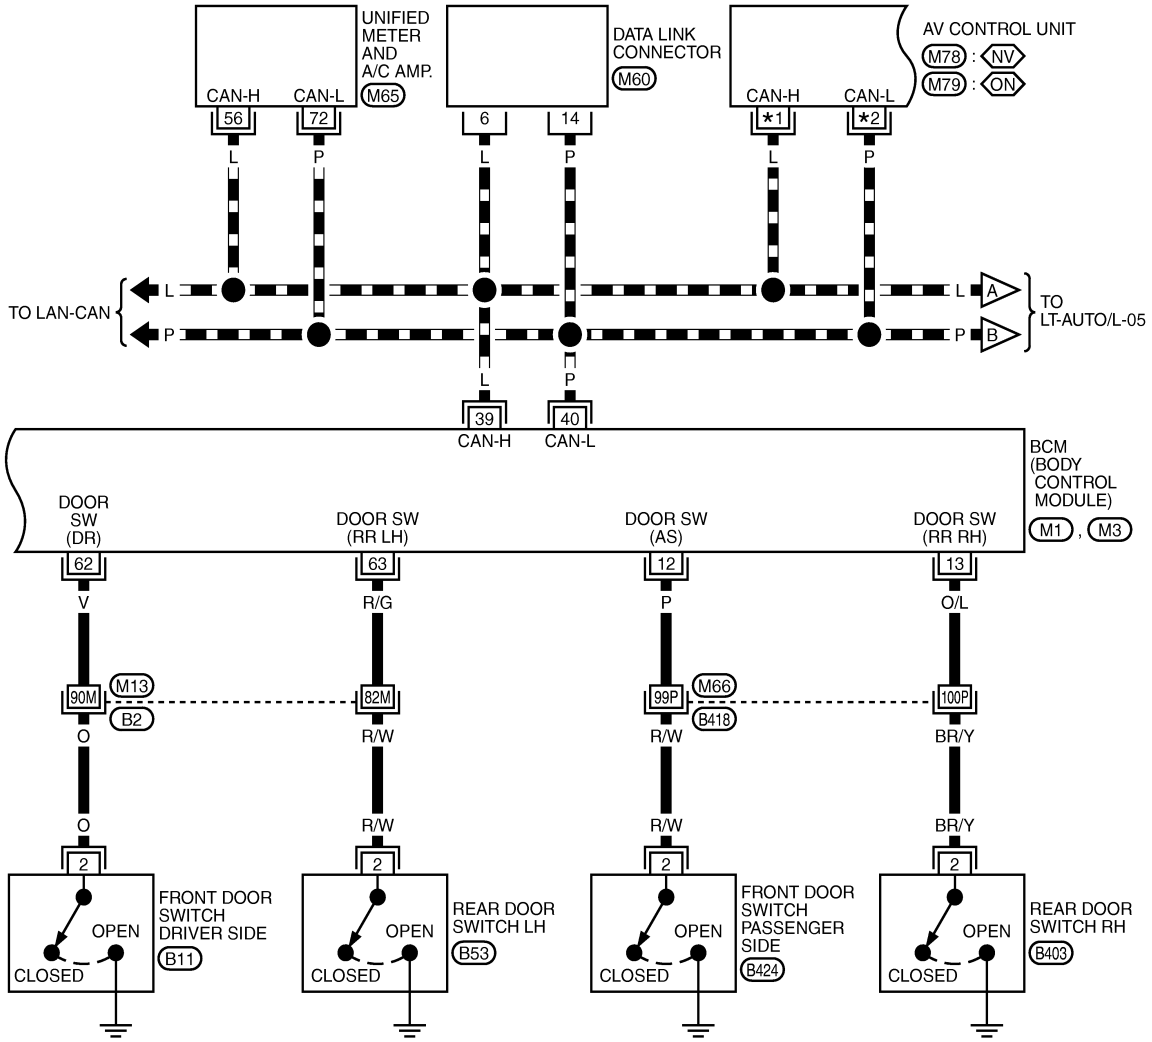 UNIFIED
METER
AND
A/C AMP.
M65
CAN-H CAN-L
56 72
DATA LINK
CONNECTOR
M60
6 14
AV CONTROL UNIT
M78 : NV
M79 : ON
CAN-H CAN-L
*1 *2
L P L P L P
TO LAN-CAN
L L A
P P B
TO
LT-AUTO/L-05
L P
39 40
CAN-H CAN-L
BCM
(BODY
CONTROL
MODULE)
M1 , M3
DOOR
SW
(DR)
DOOR SW
(RR LH)
DOOR SW
(AS)
DOOR SW
(RR RH)
62 63 12 13
V R/G P O/L
90M M13 82M 99P M66 100P
B2 B418
O R/W R/W BR/Y
O R/W R/W BR/Y
2 2 2 2
FRONT DOOR
SWITCH
DRIVER SIDE
B11
OPEN
CLOSED
REAR DOOR
SWITCH LH
B53
OPEN
CLOSED
FRONT DOOR
SWITCH
PASSENGER
SIDE
B424
OPEN
CLOSED
REAR DOOR
SWITCH RH
B403
OPEN
CLOSED